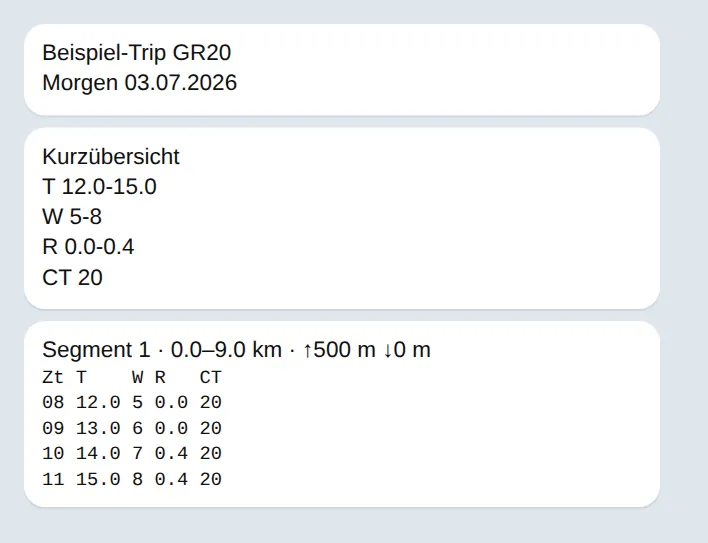 Beispiel-Trip GR20
Morgen 03.07.2026
Kurzübersicht
T 12.0-15.0
W 5-8
R 0.0-0.4
CT 20
Segment 1 · 0.0–9.0 km · ↑500 m ↓0 m
Zt T    W R   CT
08 12.0 5 0.0 20
09 13.0 6 0.0 20
10 14.0 7 0.4 20
11 15.0 8 0.4 20